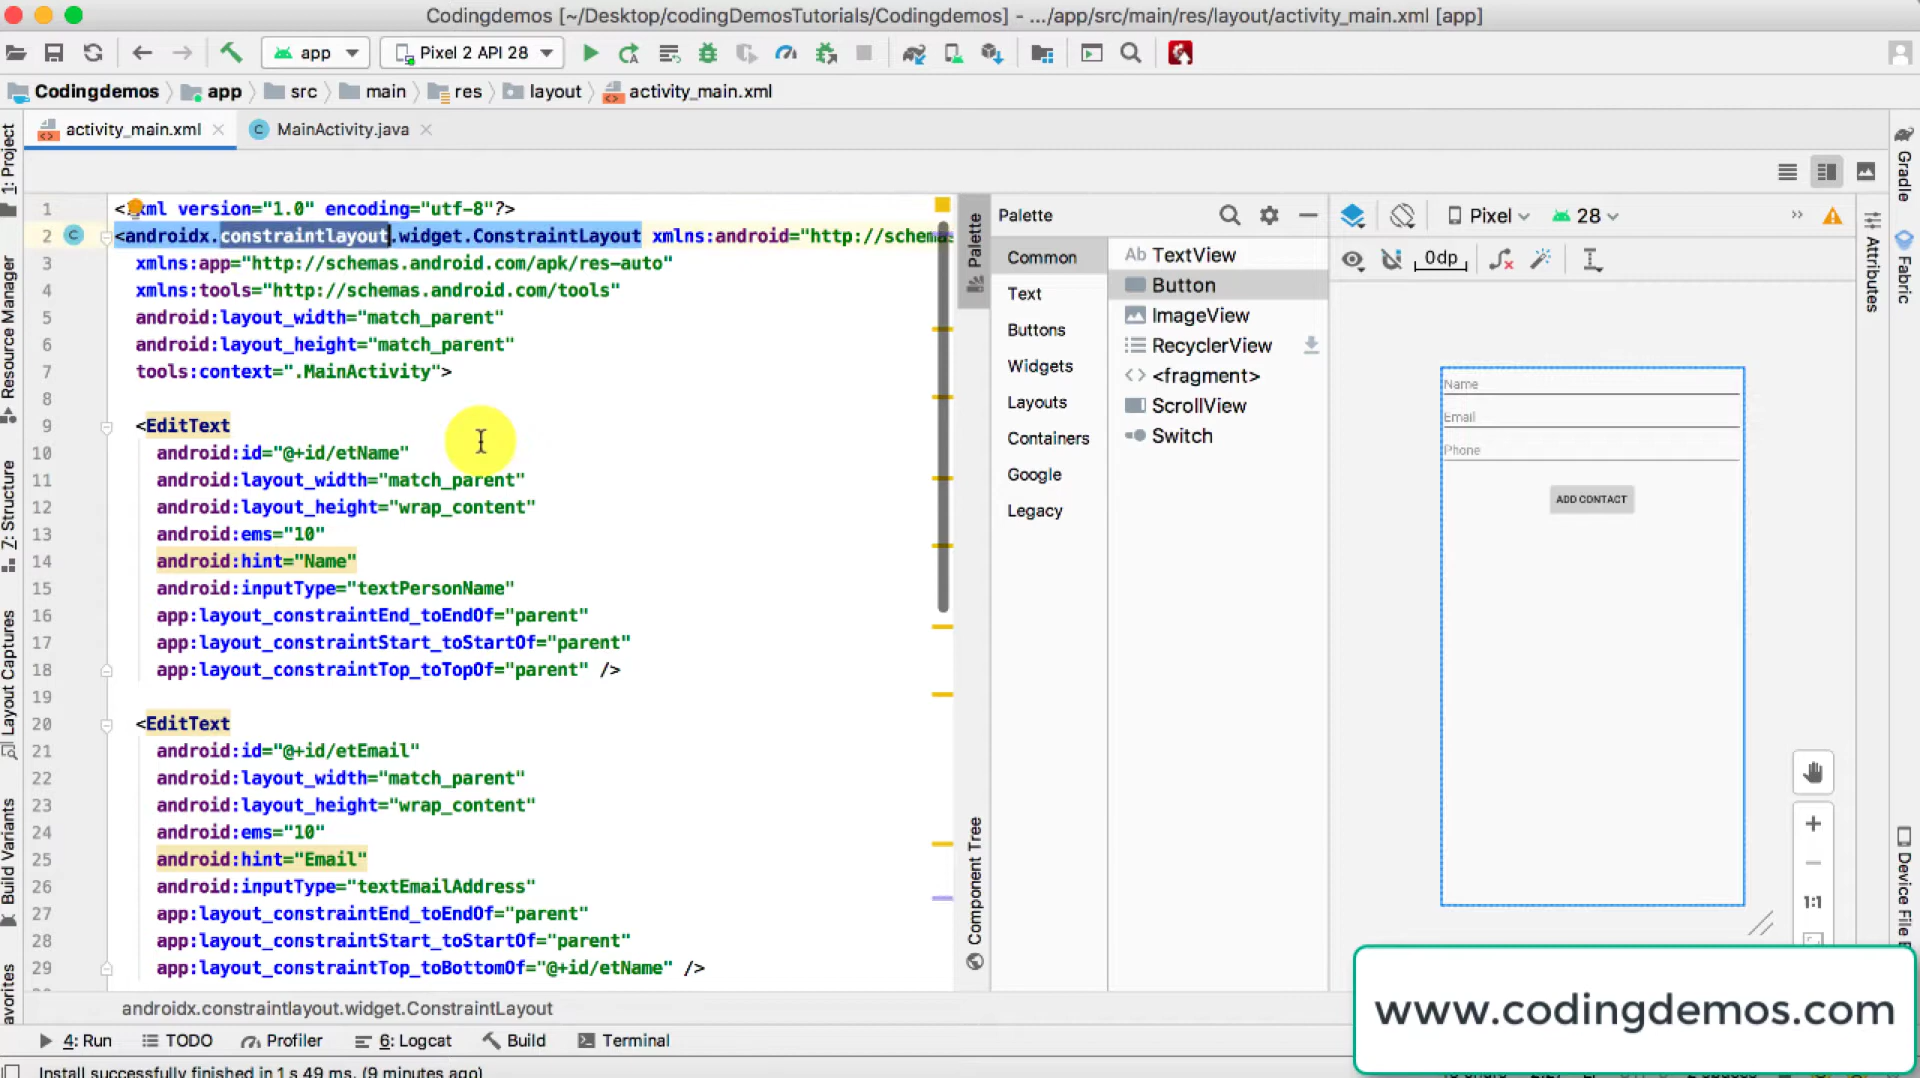 Codingdemos [~/Desktop/codingDemosTutorials/Codingdemos] - .../app/src/main/res/layout/activity_main.xml [app]
app
Pixel 2 API 28
Codingdemos
app
src
main
res
layout
activity_main.xml
activity_main.xml
MainActivity.java
1: Project
Resource Manager
Z: Structure
Layout Captures
Build Variants
1 <?xml version="1.0" encoding="utf-8"?>
2 <androidx.constraintlayout.widget.ConstraintLayout xmlns:android="http://schemas
3 xmlns:app="http://schemas.android.com/apk/res-auto"
4 xmlns:tools="http://schemas.android.com/tools"
5 android:layout_width="match_parent"
6 android:layout_height="match_parent"
7 tools:context=".MainActivity">
8
9 <EditText
10 android:id="@+id/etName"
11 android:layout_width="match_parent"
12 android:layout_height="wrap_content"
13 android:ems="10"
14 android:hint="Name"
15 android:inputType="textPersonName"
16 app:layout_constraintEnd_toEndOf="parent"
17 app:layout_constraintStart_toStartOf="parent"
18 app:layout_constraintTop_toTopOf="parent" />
19
20 <EditText
21 android:id="@+id/etEmail"
22 android:layout_width="match_parent"
23 android:layout_height="wrap_content"
24 android:ems="10"
25 android:hint="Email"
26 android:inputType="textEmailAddress"
27 app:layout_constraintEnd_toEndOf="parent"
28 app:layout_constraintStart_toStartOf="parent"
29 app:layout_constraintTop_toBottomOf="@+id/etName" />
androidx.constraintlayout.widget.ConstraintLayout
Palette
Component Tree
Palette
Common
Text
Buttons
Widgets
Layouts
Containers
Google
Legacy
Ab TextView
Button
ImageView
RecyclerView
<> <fragment>
ScrollView
Switch
Pixel
28
0dp
Name
Email
Phone
ADD CONTACT
1:1
Gradle
Fabric
Attributes
Device File
www.codingdemos.com
4: Run
TODO
Profiler
6: Logcat
Build
Terminal
Install successfully finished in 1 s 49 ms. (9 minutes ago)